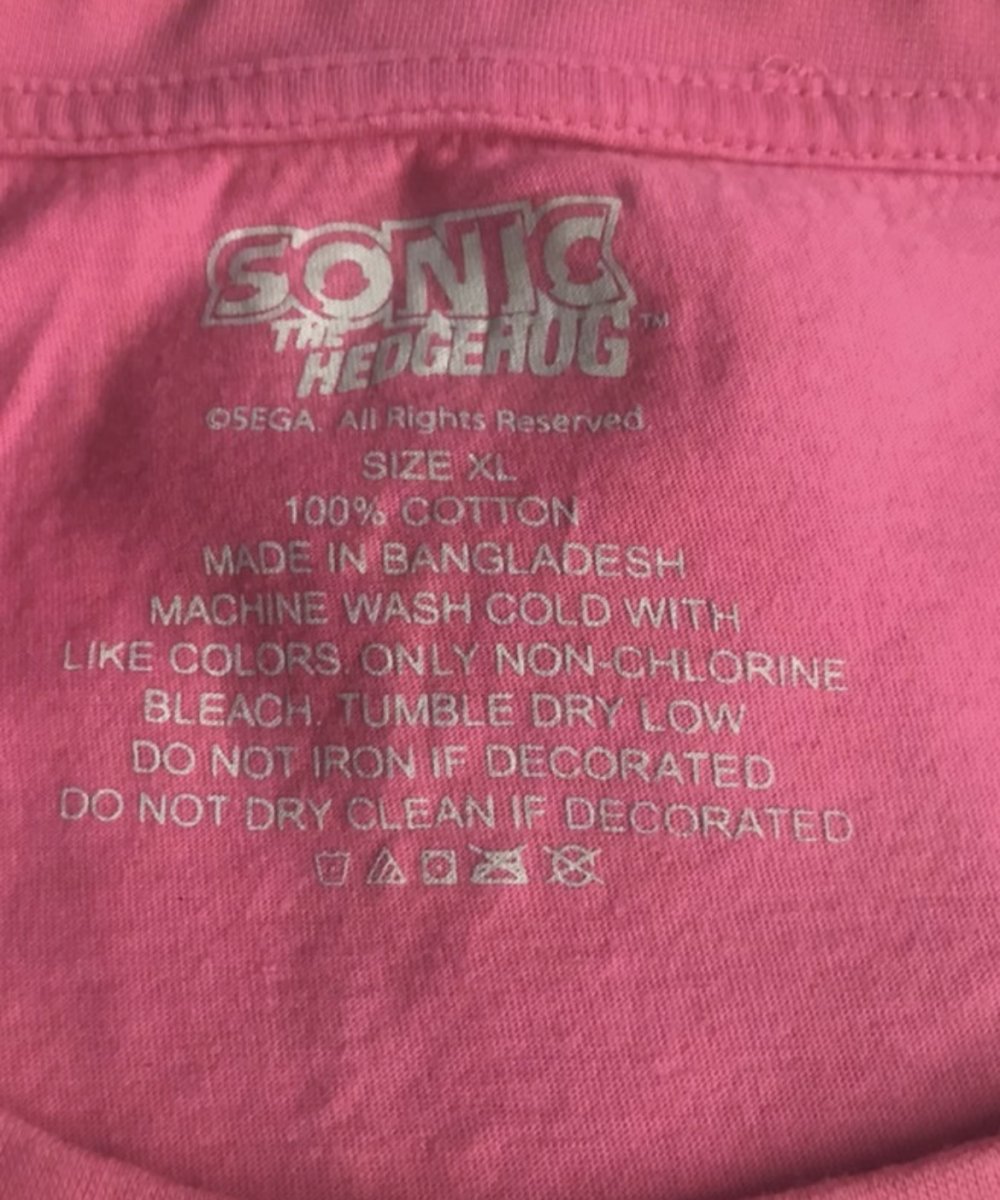 SONIC
THE
HEDGEHOG™
©SEGA. All Rights Reserved.
SIZE XL
100% COTTON
MADE IN BANGLADESH
MACHINE WASH COLD WITH
LIKE COLORS. ONLY NON-CHLORINE
BLEACH. TUMBLE DRY LOW
DO NOT IRON IF DECORATED
DO NOT DRY CLEAN IF DECORATED